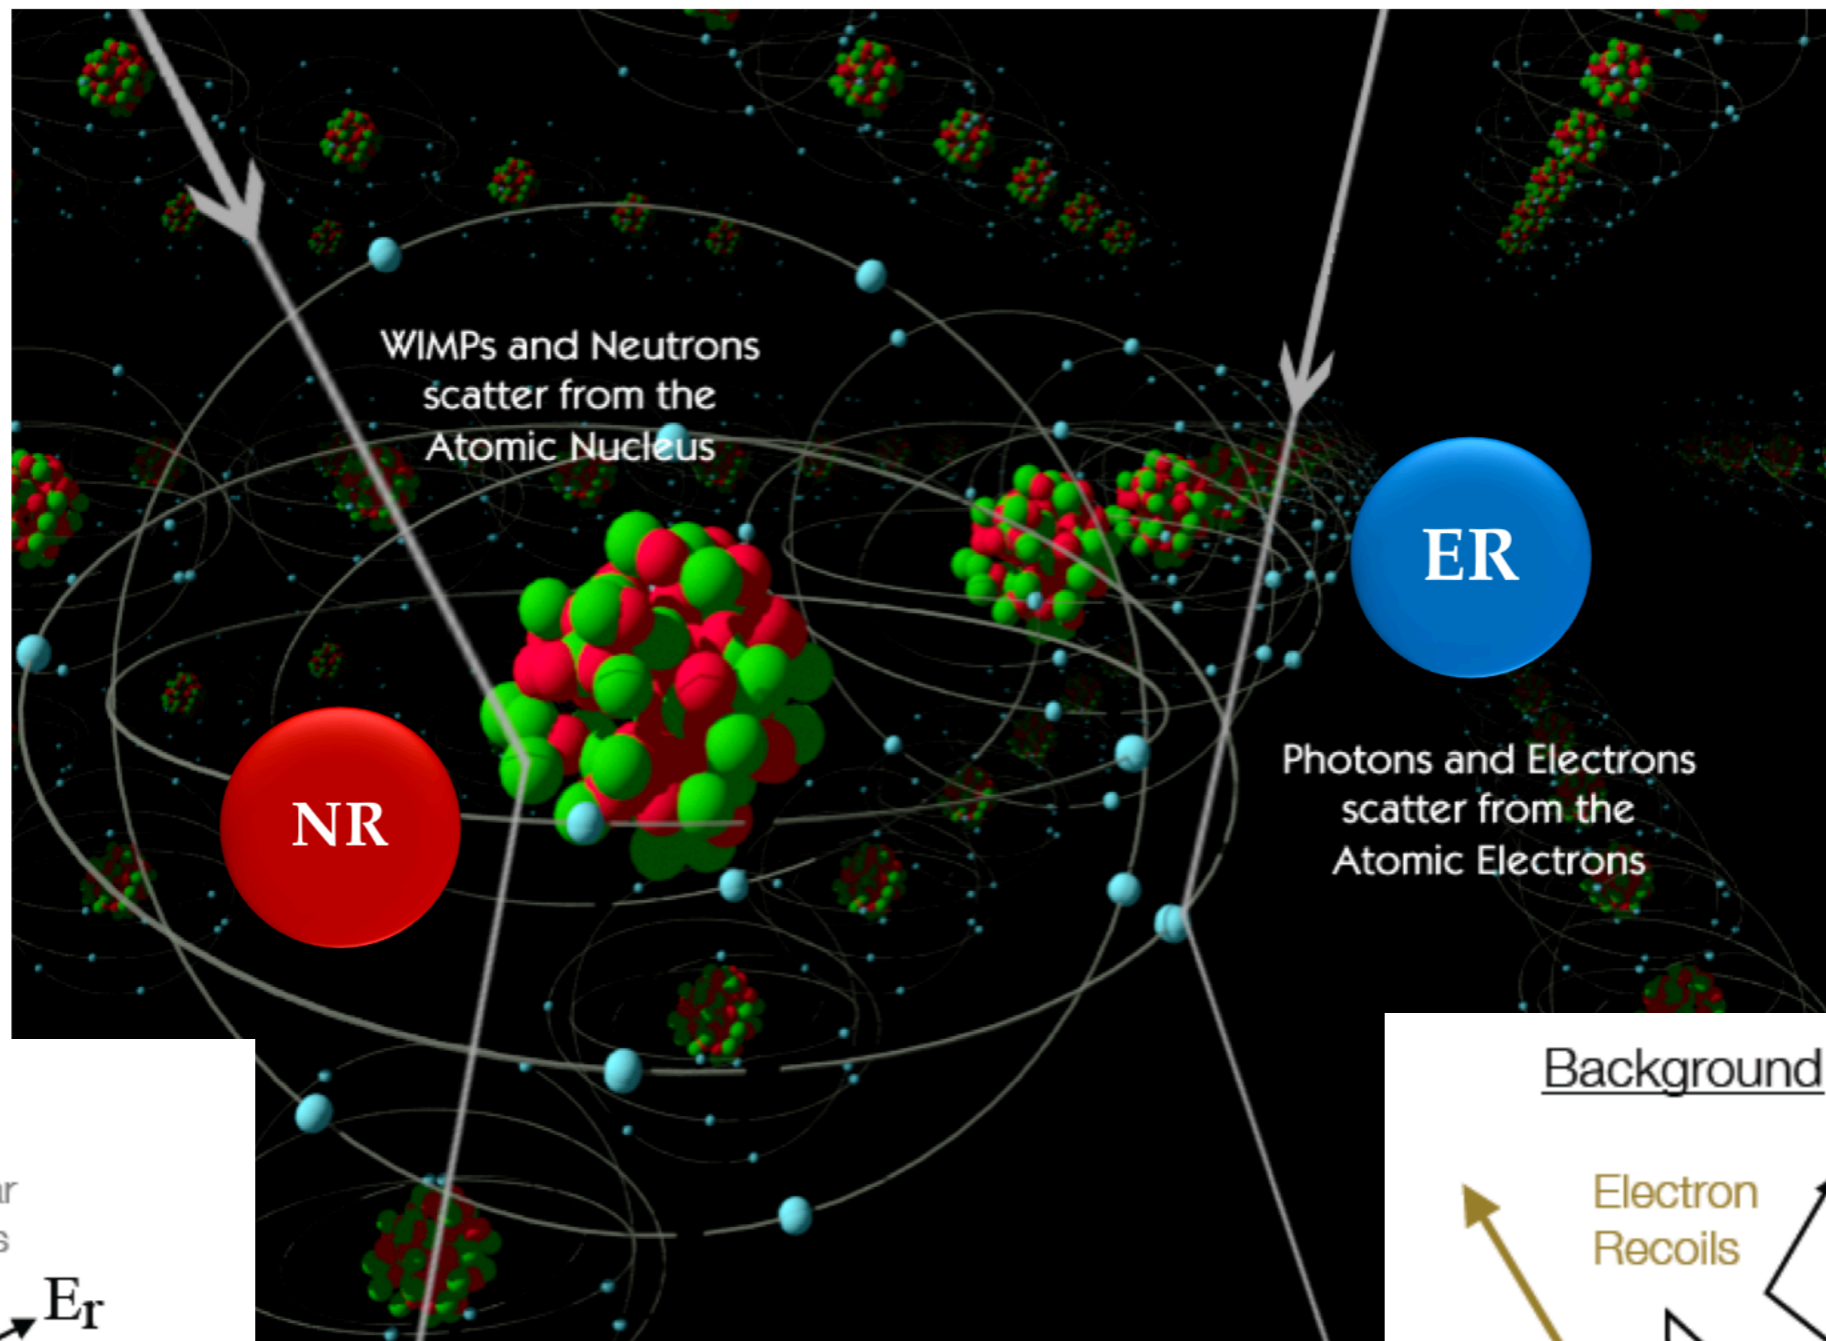 WIMPs and Neutrons
scatter from the
Atomic Nucleus
ER
NR
Photons and Electrons
scatter from the
Atomic Electrons
Background
Electron
Recoils
Er